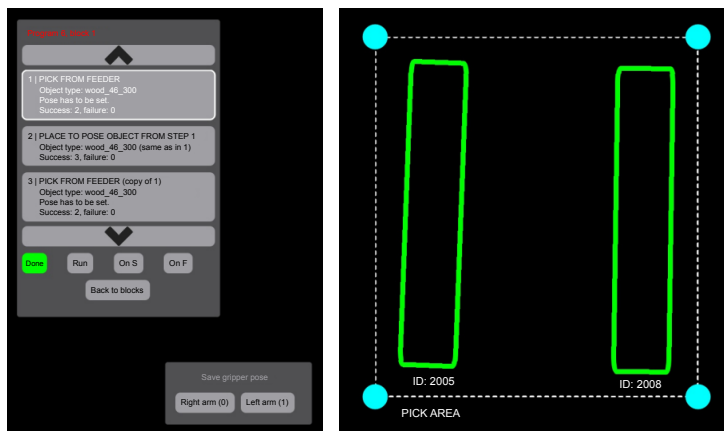 1 | PICK FROM FEEDER
Object type: wood_46_300
Pose has to be set.
Success: 2, failure: 0
2 | PLACE TO POSE OBJECT FROM STEP 1
Object type: wood_46_300 (same as in 1)
Success: 3, failure: 0
3 | PICK FROM FEEDER (copy of 1)
Object type: wood_46_300
Pose has to be set.
Success: 2, failure: 0
Done
Run
On S
On F
Back to blocks
Save gripper pose
Right arm (0)
Left arm (1)
ID: 2005
ID: 2008
PICK AREA